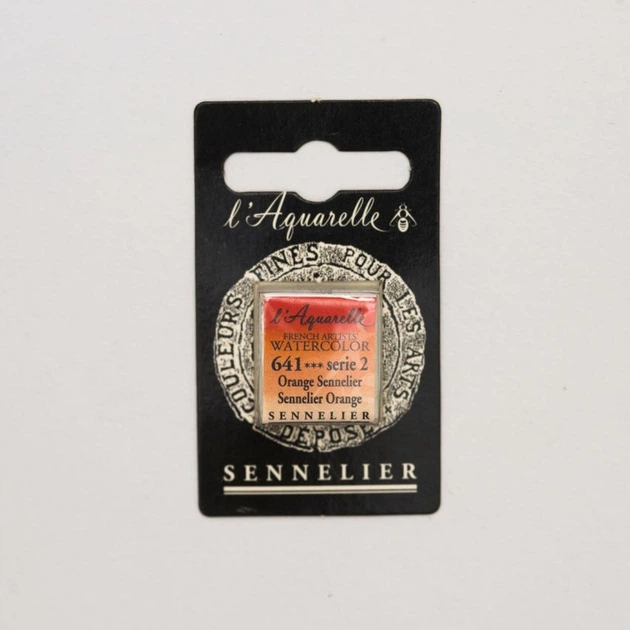 l'Aquarelle
COULEURS FINES POUR LES ARTS
l'Aquarelle
FRENCH ARTISTS'
WATERCOLOR
641*** serie 2
Orange Sennelier
Sennelier Orange
SENNELIER
DÉPOSÉ
SENNELIER